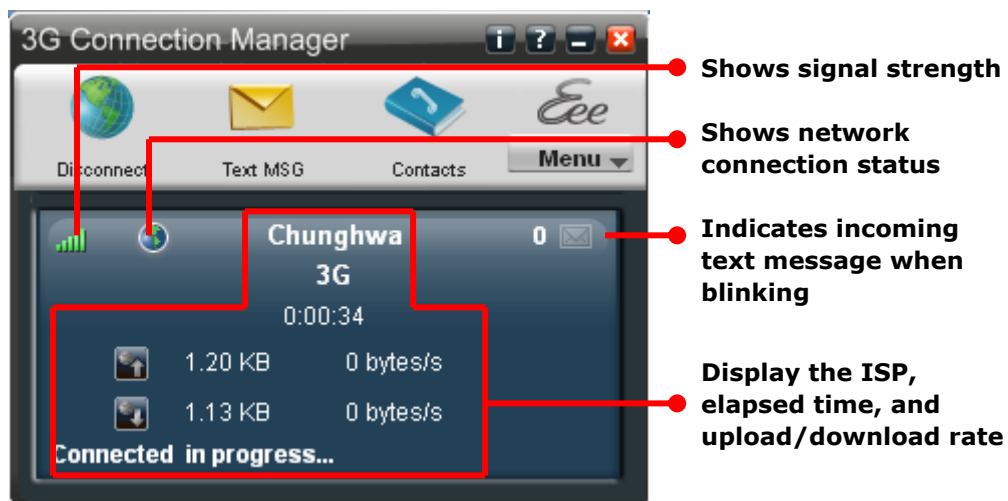 3G Connection Manager
i ? 
Eee
Disconnect Text MSG Contacts Menu
Chunghwa 0
3G
0:00:34
1.20 KB 0 bytes/s
1.13 KB 0 bytes/s
Connected in progress...
Shows signal strength
Shows network
connection status
Indicates incoming
text message when
blinking
Display the ISP,
elapsed time, and
upload/download rate